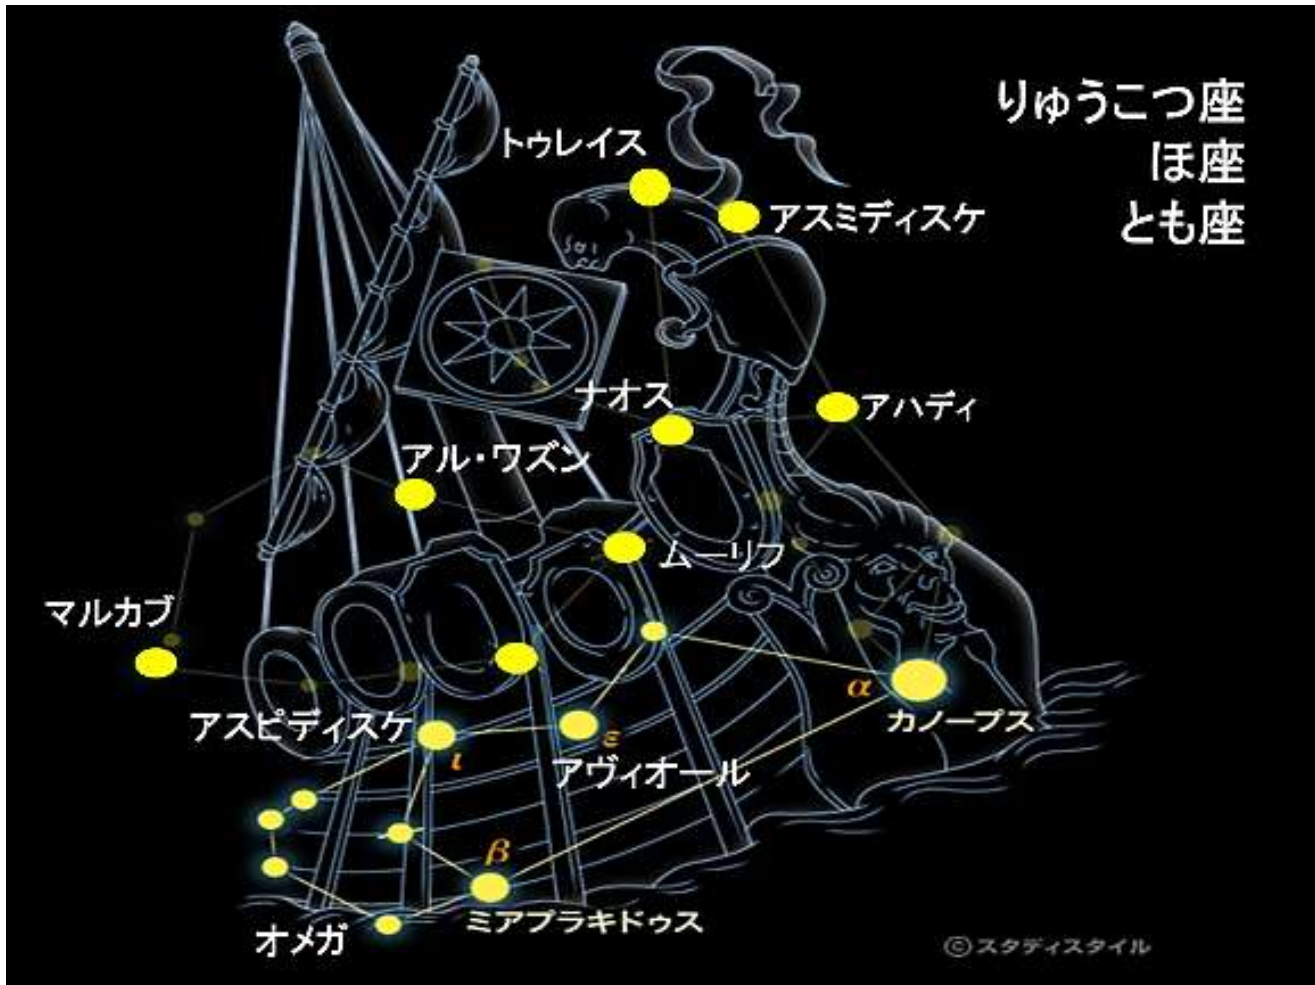 りゅうこつ座
ほ座
とも座
トゥレイス
アスミディスケ
ナオス
アハディ
アル・ワズン
ムーリフ
マルカブ
α
カノープス
アスピディスケ
ι
ε
アヴィオール
β
ミアプラキドゥス
オメガ
©スタディスタイル